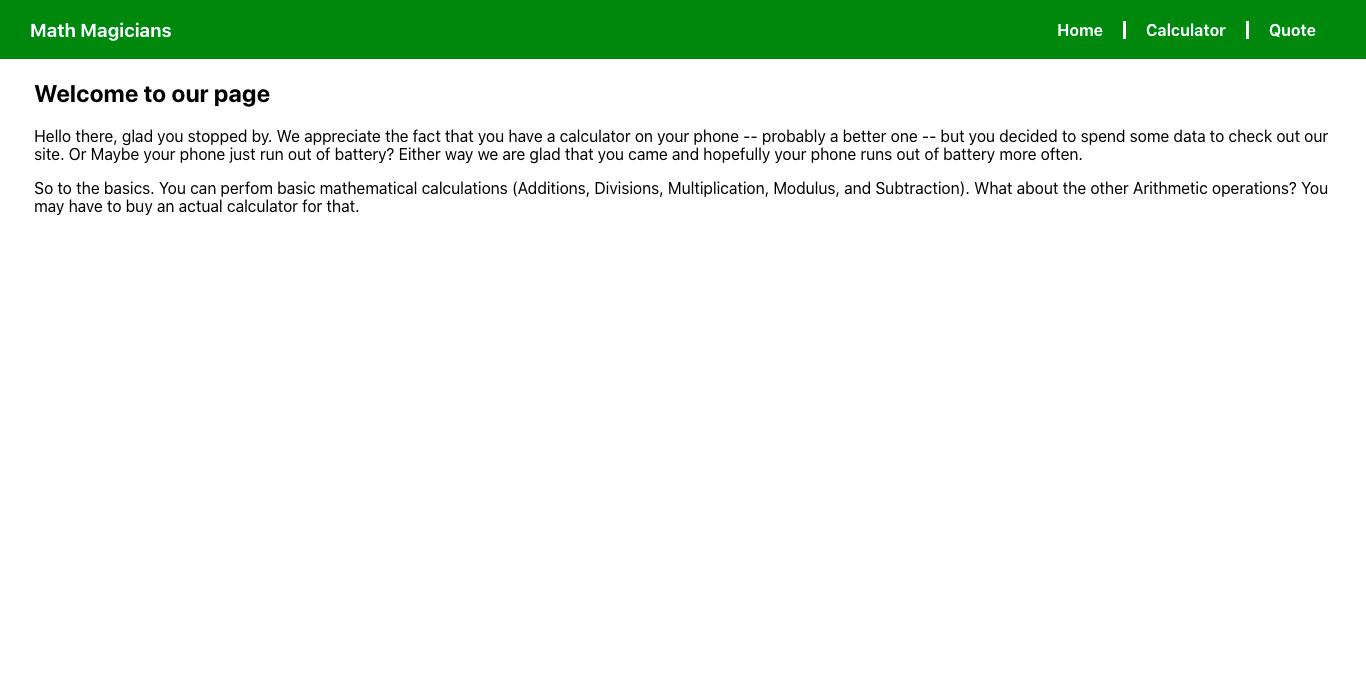 Math Magicians
Home
Calculator
Quote
Welcome to our page
Hello there, glad you stopped by. We appreciate the fact that you have a calculator on your phone -- probably a better one -- but you decided to spend some data to check out our
site. Or Maybe your phone just run out of battery? Either way we are glad that you came and hopefully your phone runs out of battery more often.
So to the basics. You can perfom basic mathematical calculations (Additions, Divisions, Multiplication, Modulus, and Subtraction). What about the other Arithmetic operations? You
may have to buy an actual calculator for that.